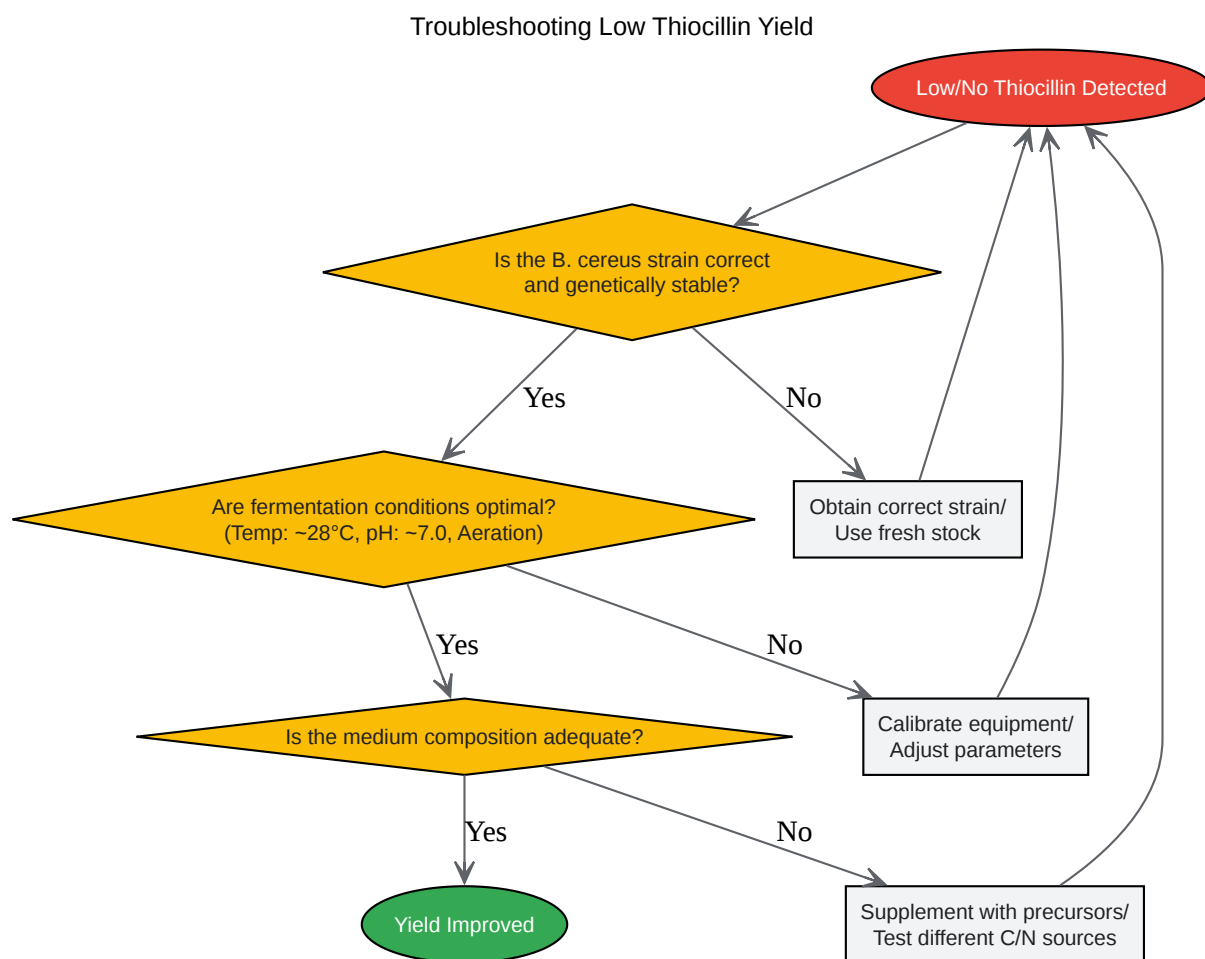 Troubleshooting Low Thiocillin Yield
Low/No Thiocillin Detected
Is the B. cereus strain correct
and genetically stable?
Yes
No
Are fermentation conditions optimal?
(Temp: ~28°C, pH: ~7.0, Aeration)
Obtain correct strain/
Use fresh stock
Yes
No
Is the medium composition adequate?
Calibrate equipment/
Adjust parameters
Yes
No
Yield Improved
Supplement with precursors/
Test different C/N sources